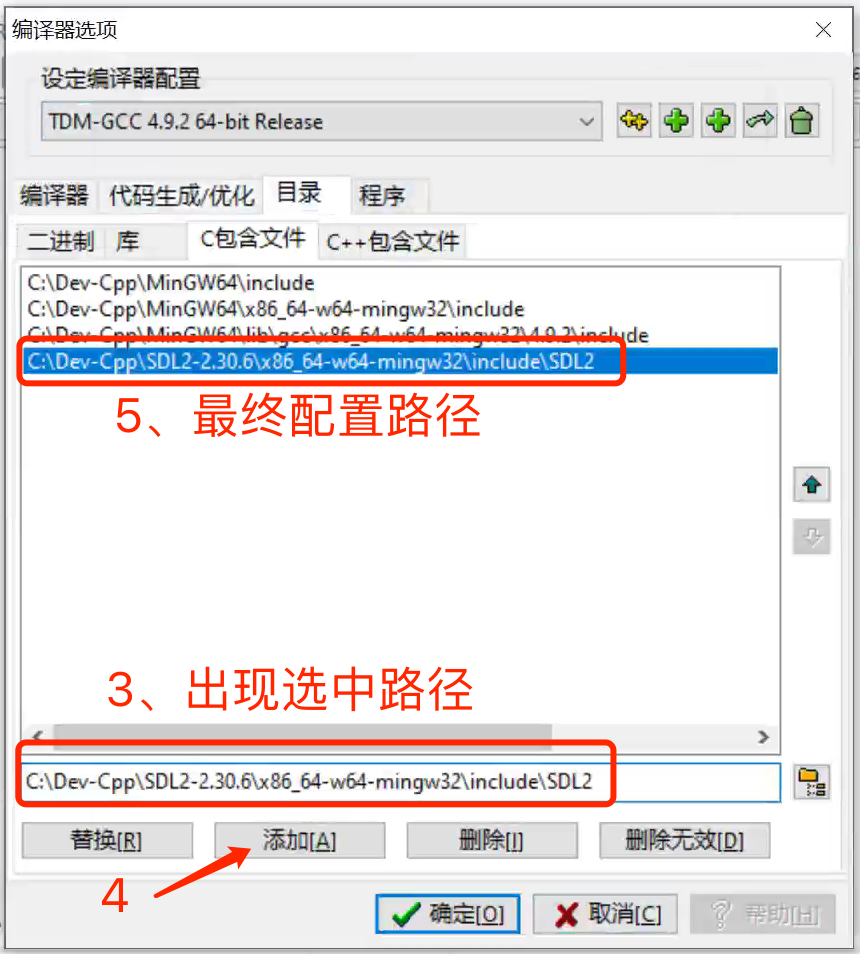 编译器选项
设定编译器配置
TDM-GCC 4.9.2 64-bit Release
编译器 代码生成/优化 目录 程序
二进制 库 C包含文件 C++包含文件
C:\Dev-Cpp\MinGW64\include
C:\Dev-Cpp\MinGW64\x86_64-w64-mingw32\include
C:\Dev-Cpp\MinGW64\lib\gcc\x86_64-w64-mingw32\4.9.2\include
C:\Dev-Cpp\SDL2-2.30.6\x86_64-w64-mingw32\include\SDL2
5、最终配置路径
3、出现选中路径
C:\Dev-Cpp\SDL2-2.30.6\x86_64-w64-mingw32\include\SDL2
替换[R] 添加[A] 删除[I] 删除无效[D]
4
确定[O] 取消[C] 帮助[H]